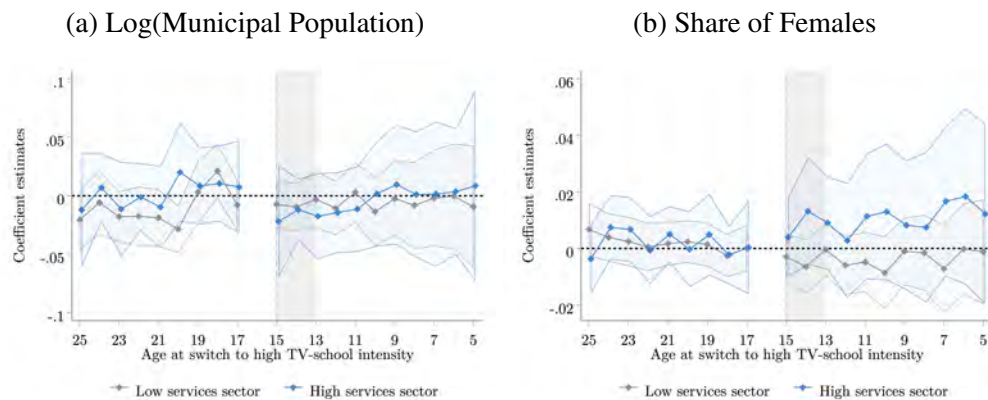 (a) Log(Municipal Population)
.1
.05
0
-.05
-.1
Coefficient estimates
25 23 21 19 17 15 13 11 9 7 5
Age at switch to high TV-school intensity
Low services sector High services sector
(b) Share of Females
.06
.04
.02
0
-.02
Coefficient estimates
25 23 21 19 17 15 13 11 9 7 5
Age at switch to high TV-school intensity
Low services sector High services sector